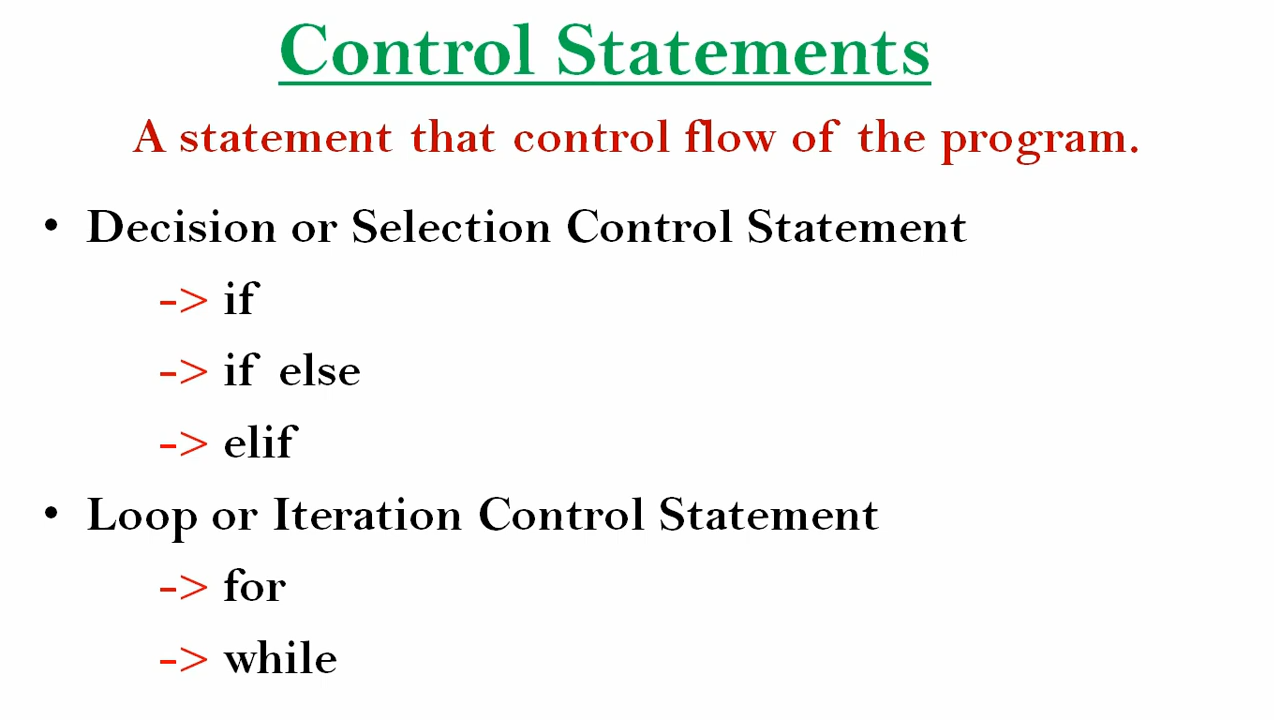 Control Statements
A statement that control flow of the program.
• Decision or Selection Control Statement
-> if
-> if else
-> elif
• Loop or Iteration Control Statement
-> for
-> while